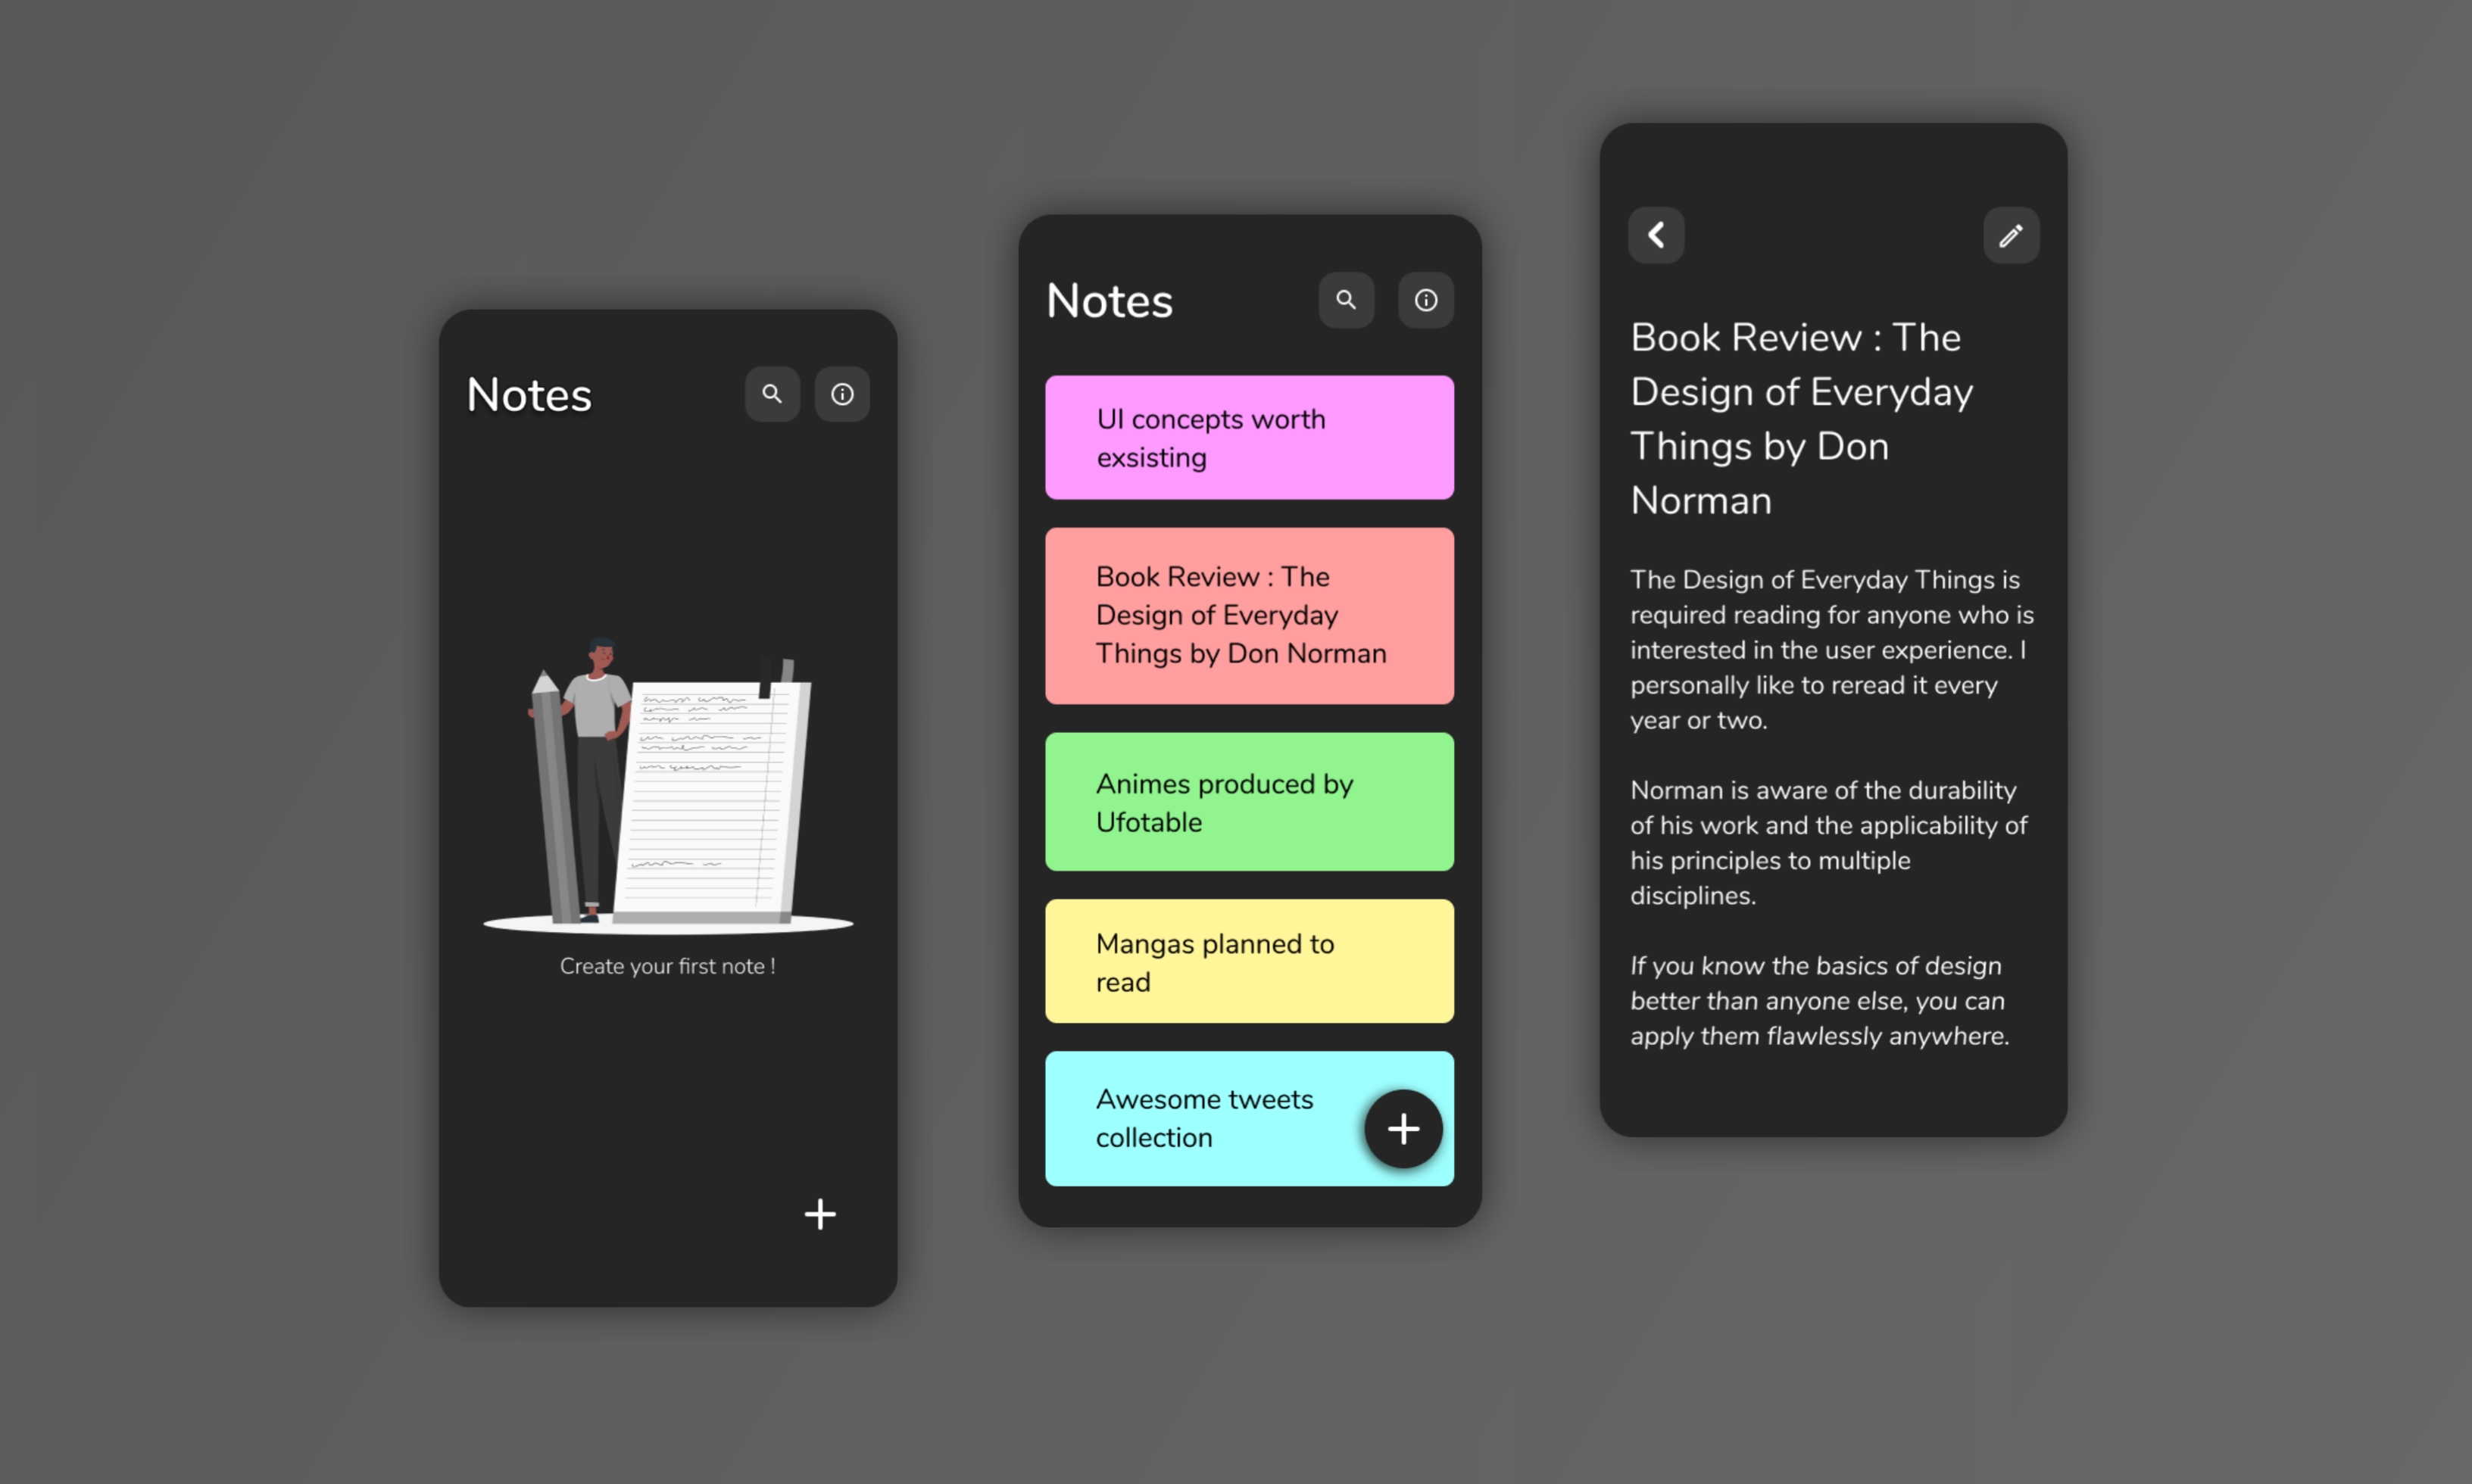 Notes
Create your first note !
Notes
UI concepts worth
exsisting
Book Review : The
Design of Everyday
Things by Don Norman
Animes produced by
Ufotable
Mangas planned to
read
Awesome tweets
collection
Book Review : The
Design of Everyday
Things by Don
Norman
The Design of Everyday Things is
required reading for anyone who is
interested in the user experience. I
personally like to reread it every
year or two.
Norman is aware of the durability
of his work and the applicability of
his principles to multiple
disciplines.
If you know the basics of design
better than anyone else, you can
apply them flawlessly anywhere.